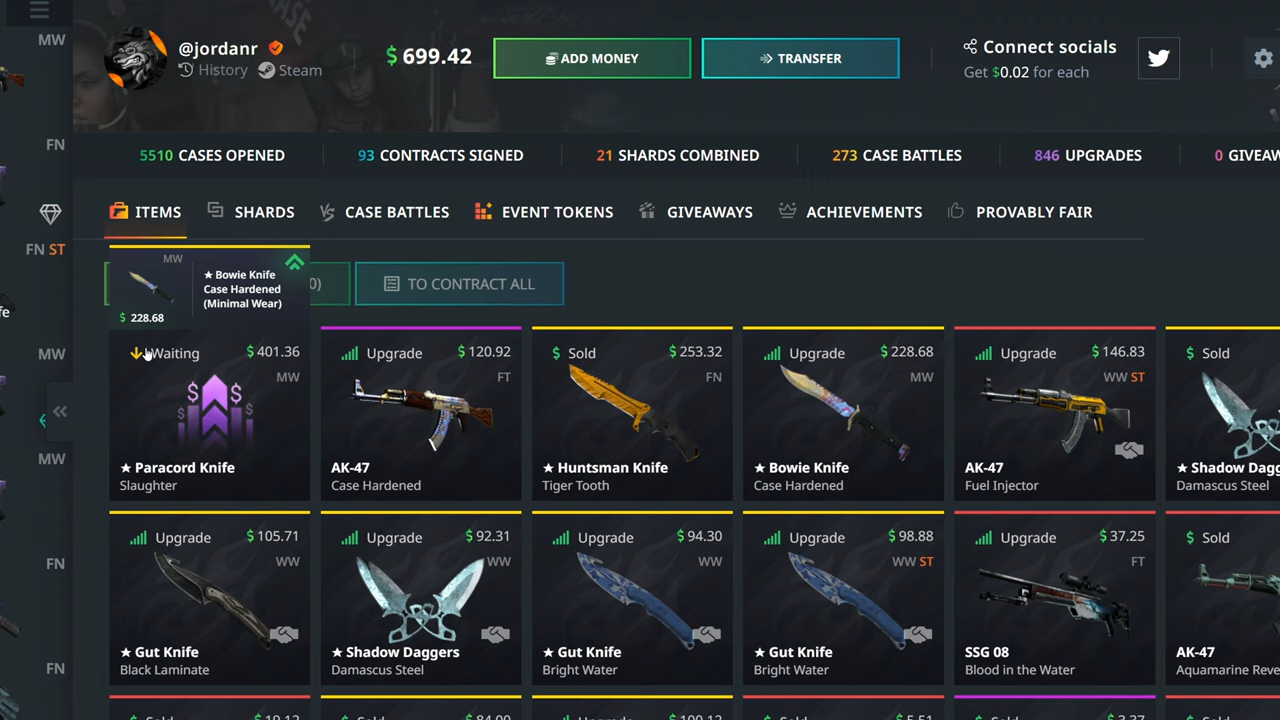 MW
FN
FN ST
fe
MW
MW
FN
FN
@jordanr
History Steam
$ 699.42
ADD MONEY
TRANSFER
Connect socials
Get $0.02 for each
5510 CASES OPENED
93 CONTRACTS SIGNED
21 SHARDS COMBINED
273 CASE BATTLES
846 UPGRADES
0 GIVEAW
ITEMS
SHARDS
VS CASE BATTLES
EVENT TOKENS
GIVEAWAYS
ACHIEVEMENTS
PROVABLY FAIR
MW
★ Bowie Knife
Case Hardened
(Minimal Wear)
$ 228.68
0)
TO CONTRACT ALL
Waiting $ 401.36
MW
★ Paracord Knife
Slaughter
Upgrade $ 120.92
FT
AK-47
Case Hardened
$ Sold $ 253.32
FN
★ Huntsman Knife
Tiger Tooth
Upgrade $ 228.68
MW
★ Bowie Knife
Case Hardened
Upgrade $ 146.83
WW ST
AK-47
Fuel Injector
$ Sold
★ Shadow Dagg
Damascus Steel
Upgrade $ 105.71
WW
★ Gut Knife
Black Laminate
Upgrade $ 92.31
WW
★ Shadow Daggers
Damascus Steel
Upgrade $ 94.30
WW
★ Gut Knife
Bright Water
Upgrade $ 98.88
WW ST
★ Gut Knife
Bright Water
Upgrade $ 37.25
FT
SSG 08
Blood in the Water
$ Sold
AK-47
Aquamarine Reve